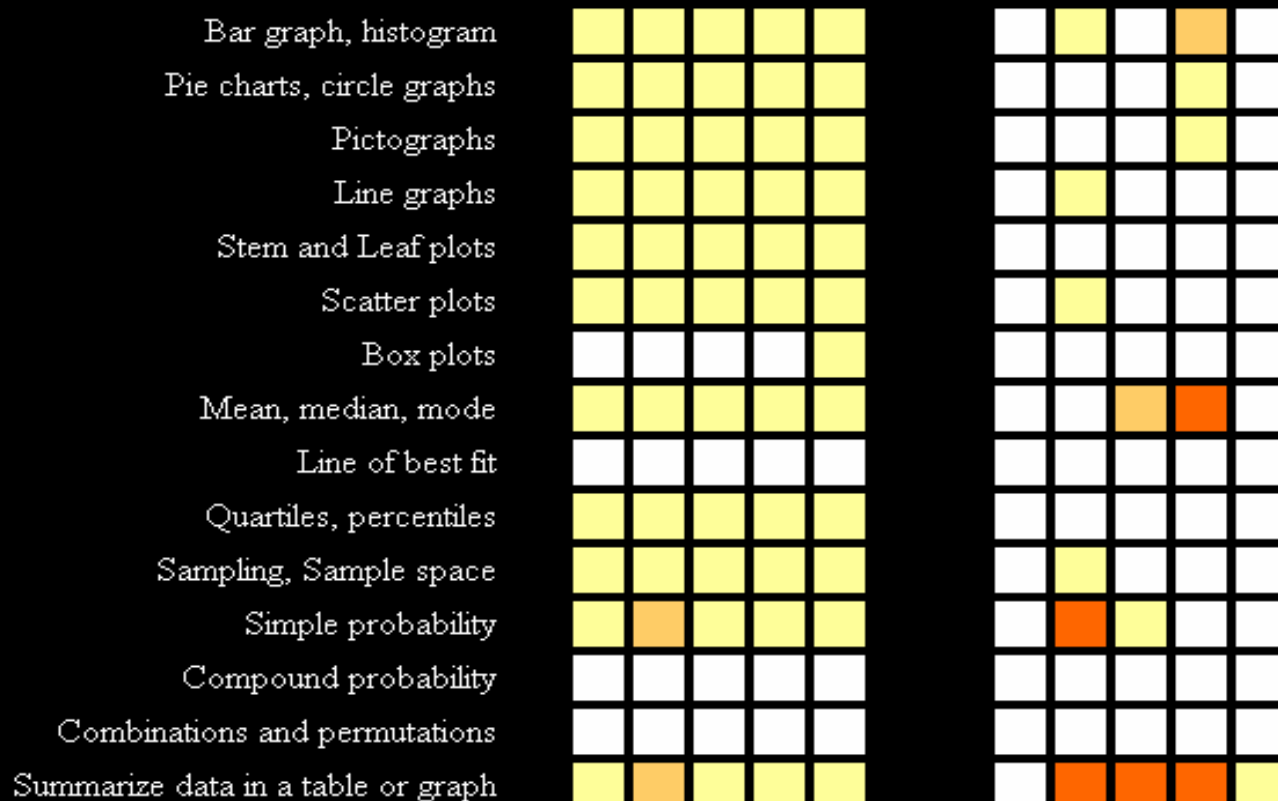 Bar graph, histogram
Pie charts, circle graphs
Pictographs
Line graphs
Stem and Leaf plots
Scatter plots
Box plots
Mean, median, mode
Line of best fit
Quartiles, percentiles
Sampling, Sample space
Simple probability
Compound probability
Combinations and permutations
Summarize data in a table or graph